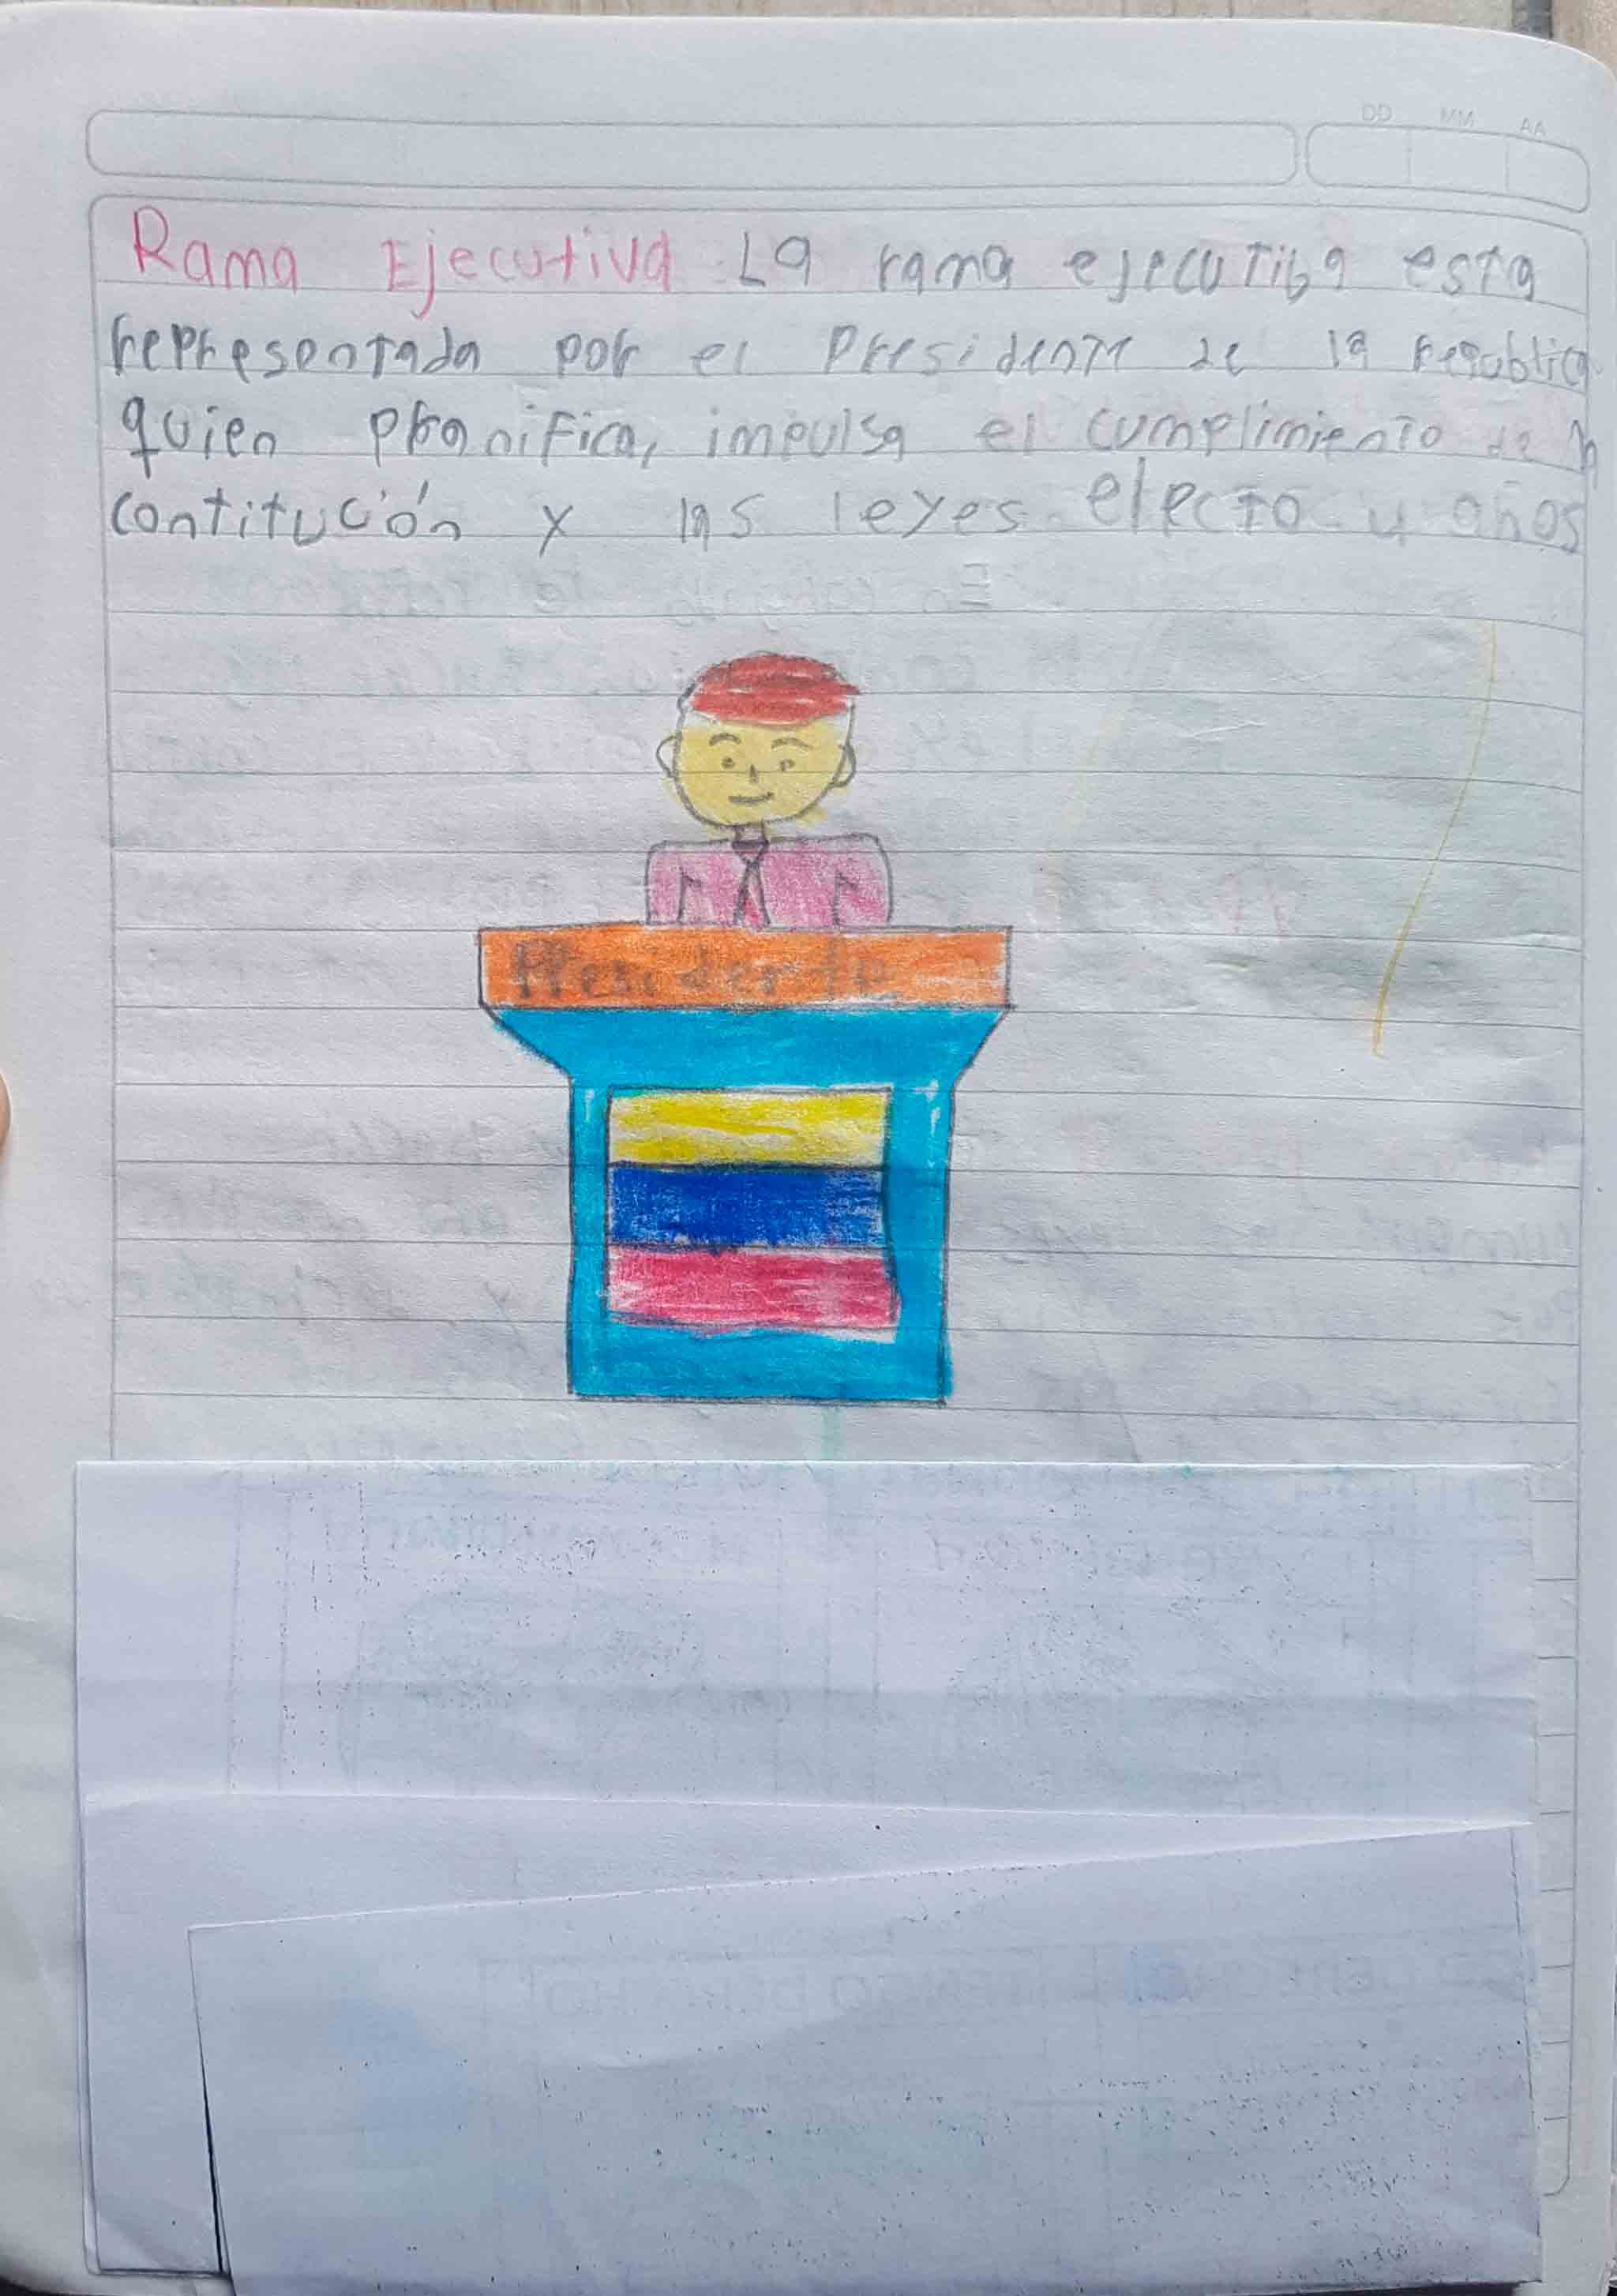 DD MM AA
Rama Ejecutiva La rama ejecutiba esta
representada por el Presidente de la Republica
quien planifica, impulsa el cumplimiento de la
contitución y las leyes electo 4 años
Presidente